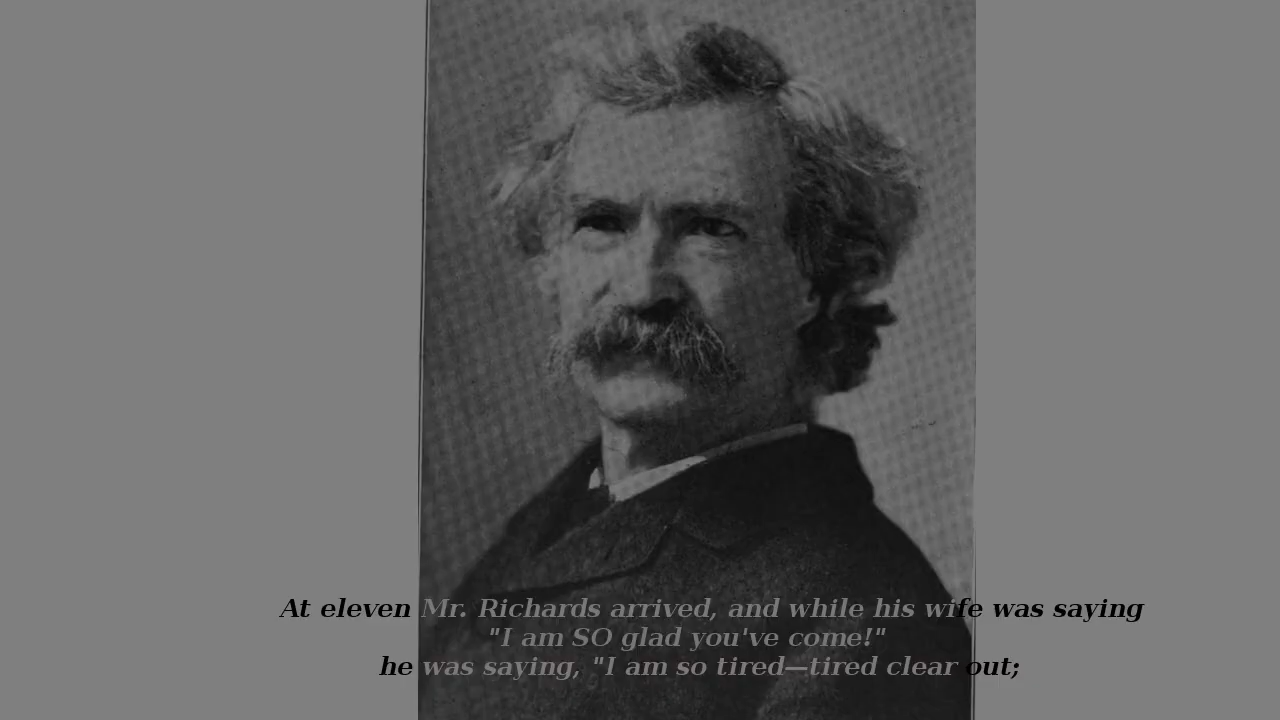 At eleven Mr. Richards arrived, and while his wife was saying
"I am SO glad you've come!"
he was saying, "I am so tired—tired clear out;